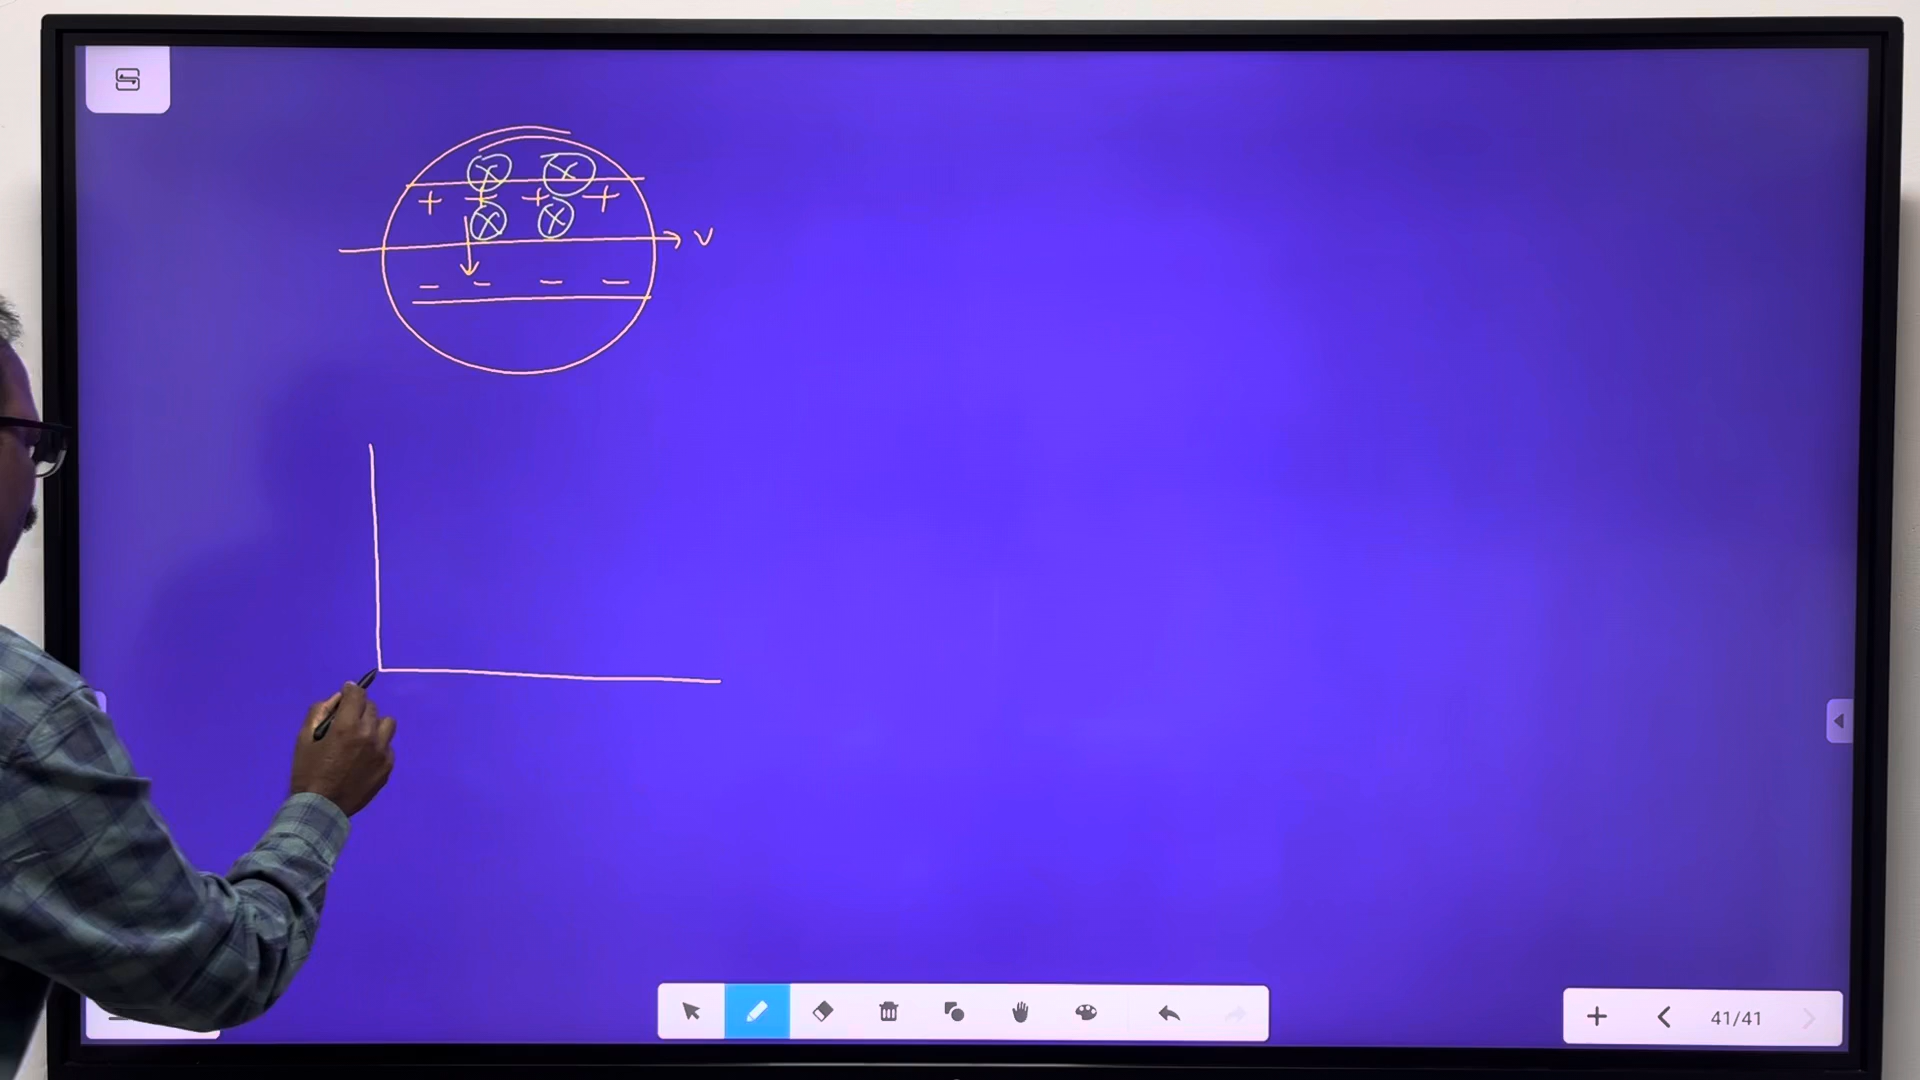 + + + +
v
- - - -
41/41